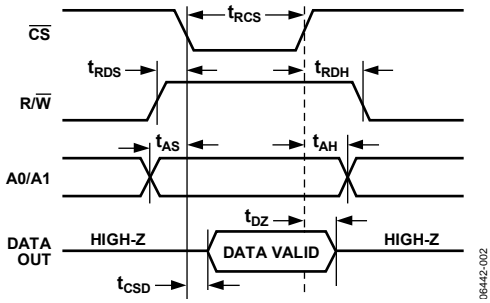 CS
tRCS
tRDS
tRDH
R/W
tAS
tAH
A0/A1
tDZ
DATA OUT
HIGH-Z
DATA VALID
HIGH-Z
tCSD
06442-002